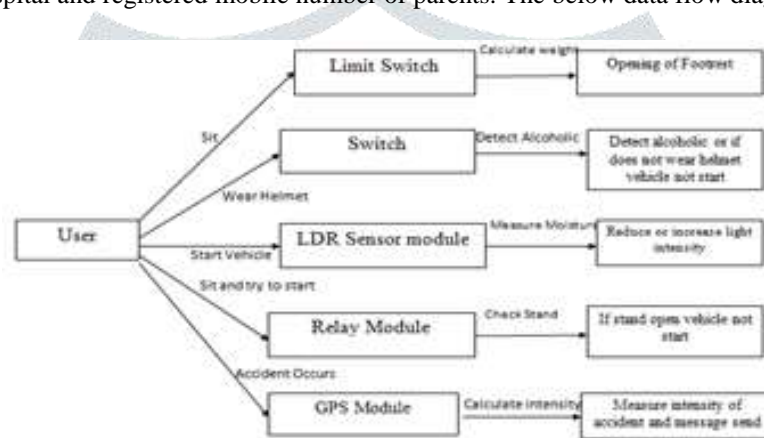 spital and registered mobile number of parents. The below data flow diag
Calculate weight
Limit Switch
Opening of Footrest
Sit
Switch
Detect Alcoholic
Detect alcoholic or if
does not wear helmet
vehicle not start
Wear Helmet
User
LDR Sensor module
Measure Moisture
Reduce or increase light
intensity
Start Vehicle
Sit and try to start
Relay Module
Check Stand
If stand open vehicle not
start
Accident Occurs
GPS Module
Calculate intensity
Measure intensity of
accident and message send